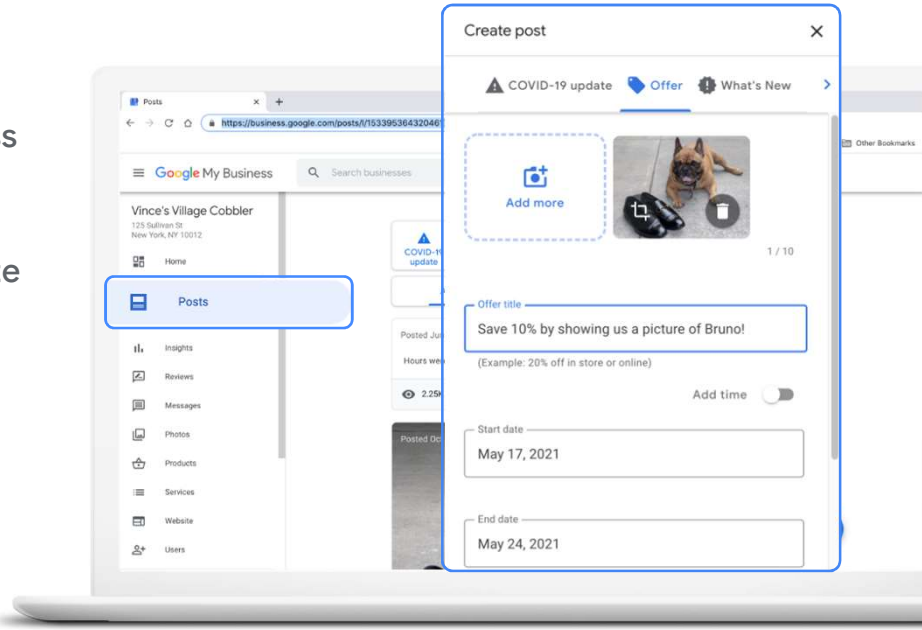 Create post
COVID-19 update
Offer
What's New
Add more
1 / 10
Offer title
Save 10% by showing us a picture of Bruno!
(Example: 20% off in store or online)
Add time
Start date
May 17, 2021
End date
May 24, 2021
Posts
https://business.google.com/posts/l/15339536432046
Other Bookmarks
Google My Business
Search businesses
Vince's Village Cobbler
125 Sullivan St
New York, NY 10012
Home
Posts
Insights
Reviews
Messages
Photos
Products
Services
Website
Users
COVID-19
update
Posted
Hours
2.25K
Posted